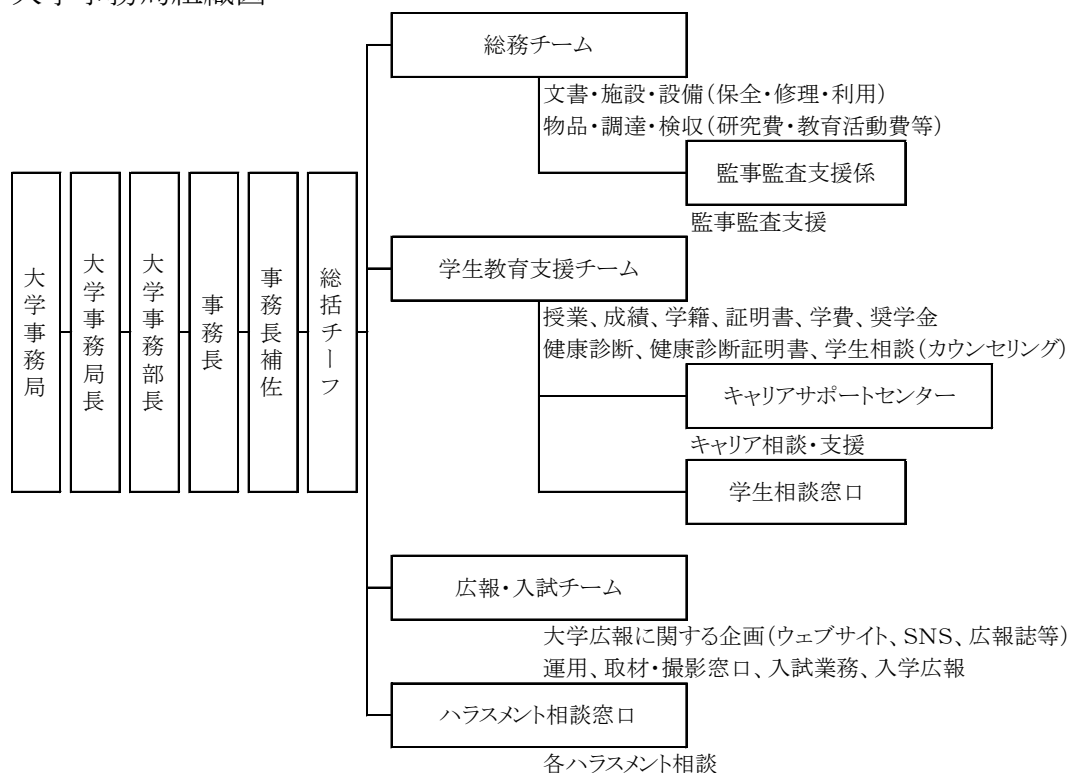 大学事務局組織図
総務チーム
文書・施設・設備(保全・修理・利用)
物品・調達・検収(研究費・教育活動費等)
監事監査支援係
監事監査支援
大学事務局
大学事務局長
大学事務部長
事務長
事務長補佐
総括チーフ
学生教育支援チーム
授業、成績、学籍、証明書、学費、奨学金
健康診断、健康診断証明書、学生相談(カウンセリング)
キャリアサポートセンター
キャリア相談・支援
学生相談窓口
広報・入試チーム
大学広報に関する企画(ウェブサイト、SNS、広報誌等)
運用、取材・撮影窓口、入試業務、入学広報
ハラスメント相談窓口
各ハラスメント相談